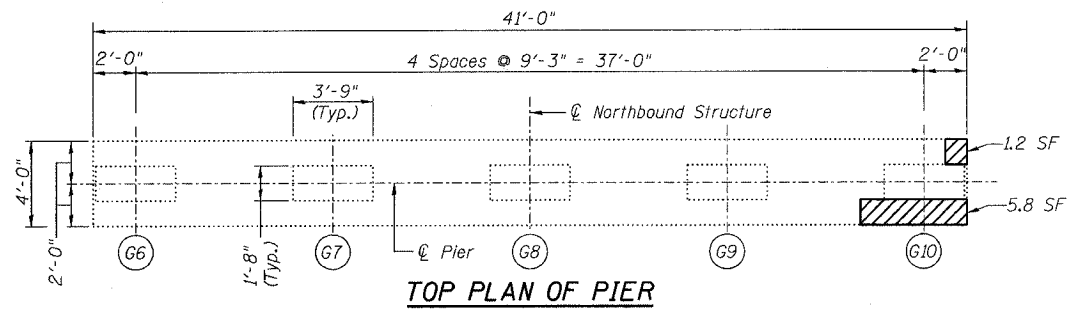 41'-0"
2'-0"
4 Spaces @ 9'-3" = 37'-0"
2'-0"
3'-9"
(Typ.)
℄ Northbound Structure
1.2 SF
4'-0"
2'-0"
1'-8"
(Typ.)
℄ Pier
5.8 SF
G6
G7
G8
G9
G10
TOP PLAN OF PIER